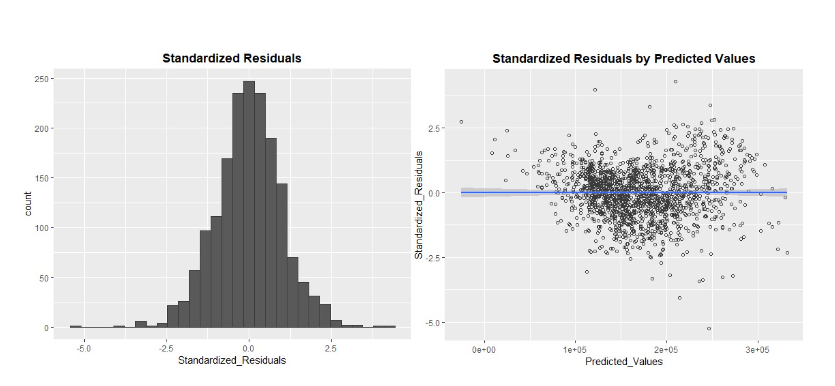 Standardized Residuals
250
200
150
100
50
0
count
-5.0 -2.5 0.0 2.5
Standardized_Residuals
Standardized Residuals by Predicted Values
2.5
0.0
-2.5
-5.0
Standardized_Residuals
0e+00 1e+05 2e+05 3e+05
Predicted_Values